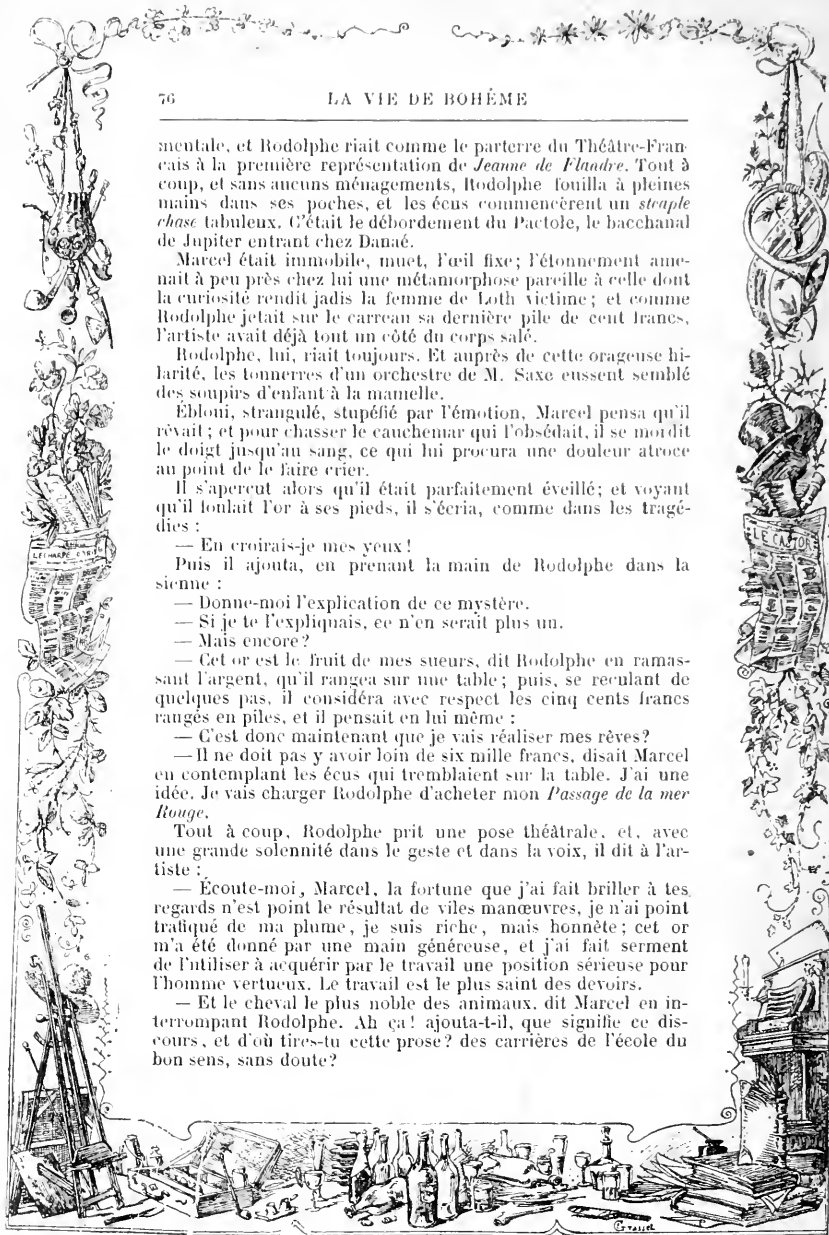 76 LA VIE DE BOHÊME
mentale, et Rodolphe riait comme le parterre du Théâtre-Fran-
çais à la première représentation de Jeanne de Flandre. Tout à
coup, et sans aucuns ménagements, Rodolphe fouilla à pleines
mains dans ses poches, et les écus commencèrent un steaple
chase fabuleux. C'était le débordement du Pactole, le bacchanal
de Jupiter entrant chez Danaé.
Marcel était immobile, muet, l'œil fixe; l'étonnement ame-
nait à peu près chez lui une métamorphose pareille à celle dont
la curiosité rendit jadis la femme de Loth victime; et comme
Rodolphe jetait sur le carreau sa dernière pile de cent francs,
l'artiste avait déjà tout un côté du corps salé.
Rodolphe, lui, riait toujours. Et auprès de cette orageuse hi-
larité, les tonnerres d'un orchestre de M. Saxe eussent semblé
des soupirs d'enfant à la mamelle.
Ébloui, strangulé, stupéfié par l'émotion, Marcel pensa qu'il
rêvait; et pour chasser le cauchemar qui l'obsédait, il se mordit
le doigt jusqu'au sang, ce qui lui procura une douleur atroce
au point de le faire crier.
Il s'aperçut alors qu'il était parfaitement éveillé; et voyant
qu'il foulait l'or à ses pieds, il s'écria, comme dans les tragé-
dies :
— En croirais-je mes yeux!
Puis il ajouta, en prenant la main de Rodolphe dans la
sienne :
— Donne-moi l'explication de ce mystère.
— Si je te l'expliquais, ce n'en serait plus un.
— Mais encore?
— Cet or est le fruit de mes sueurs, dit Rodolphe en ramas-
sant l'argent, qu'il rangea sur une table; puis, se reculant de
quelques pas, il considéra avec respect les cinq cents francs
rangés en piles, et il pensait en lui même :
— C'est donc maintenant que je vais réaliser mes rêves?
— Il ne doit pas y avoir loin de six mille francs, disait Marcel
en contemplant les écus qui tremblaient sur la table. J'ai une
idée. Je vais charger Rodolphe d'acheter mon Passage de la mer
Rouge.
Tout à coup, Rodolphe prit une pose théâtrale, et, avec
une grande solennité dans le geste et dans la voix, il dit à l'ar-
tiste :
— Écoute-moi, Marcel, la fortune que j'ai fait briller à tes
regards n'est point le résultat de viles manœuvres, je n'ai point
trafiqué de ma plume, je suis riche, mais honnête; cet or
m'a été donné par une main généreuse, et j'ai fait serment
de l'utiliser à acquérir par le travail une position sérieuse pour
l'homme vertueux. Le travail est le plus saint des devoirs.
— Et le cheval le plus noble des animaux, dit Marcel en in-
terrompant Rodolphe. Ah ça! ajouta-t-il, que signifie ce dis-
cours, et d'où tires-tu cette prose? des carrières de l'école du
bon sens, sans doute?
LE CASTOR
Grasset